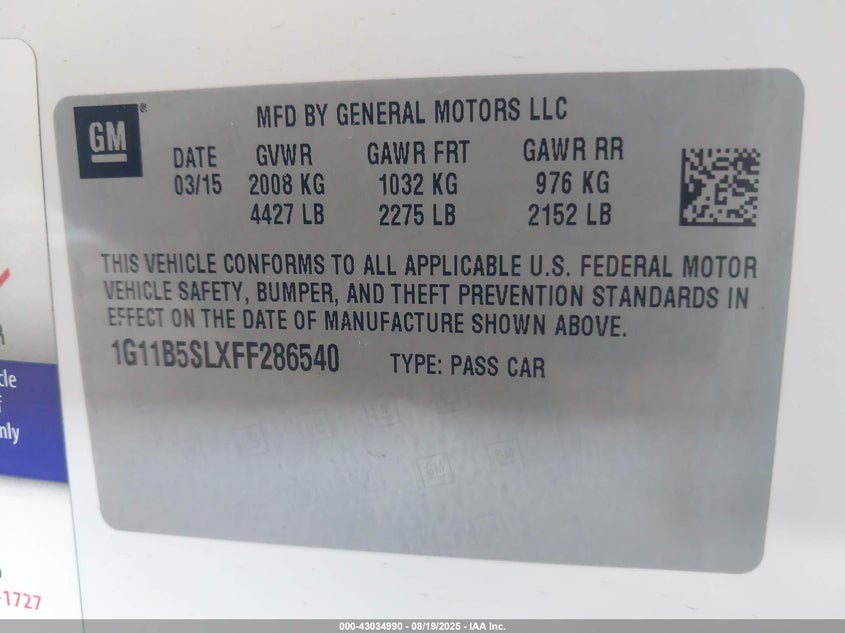 GM
MFD BY GENERAL MOTORS LLC
DATE GVWR GAWR FRT GAWR RR
03/15 2008 KG 1032 KG 976 KG
4427 LB 2275 LB 2152 LB
THIS VEHICLE CONFORMS TO ALL APPLICABLE U.S. FEDERAL MOTOR
VEHICLE SAFETY, BUMPER, AND THEFT PREVENTION STANDARDS IN
EFFECT ON THE DATE OF MANUFACTURE SHOWN ABOVE.
1G11B5SLXFF286540 TYPE: PASS CAR
-1727
000-43034990 - 08/19/2025 - IAA Inc.